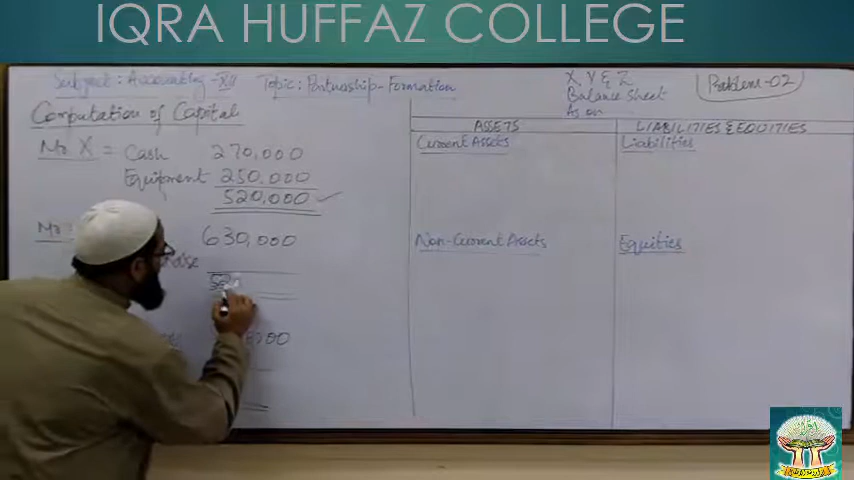 IQRA HUFFAZ COLLEGE
Subject: Accounting-XII Topic: Partnership-Formation
Problem-02
Computation of Capital
Mr. X = Cash 270,000
Equipment 250,000
520,000
Mr. 630,000
520
X, Y & Z
Balance Sheet
As on
ASSETS LIABILITIES & EQUITIES
Current Assets Liabilities
Non-Current Assets Equities